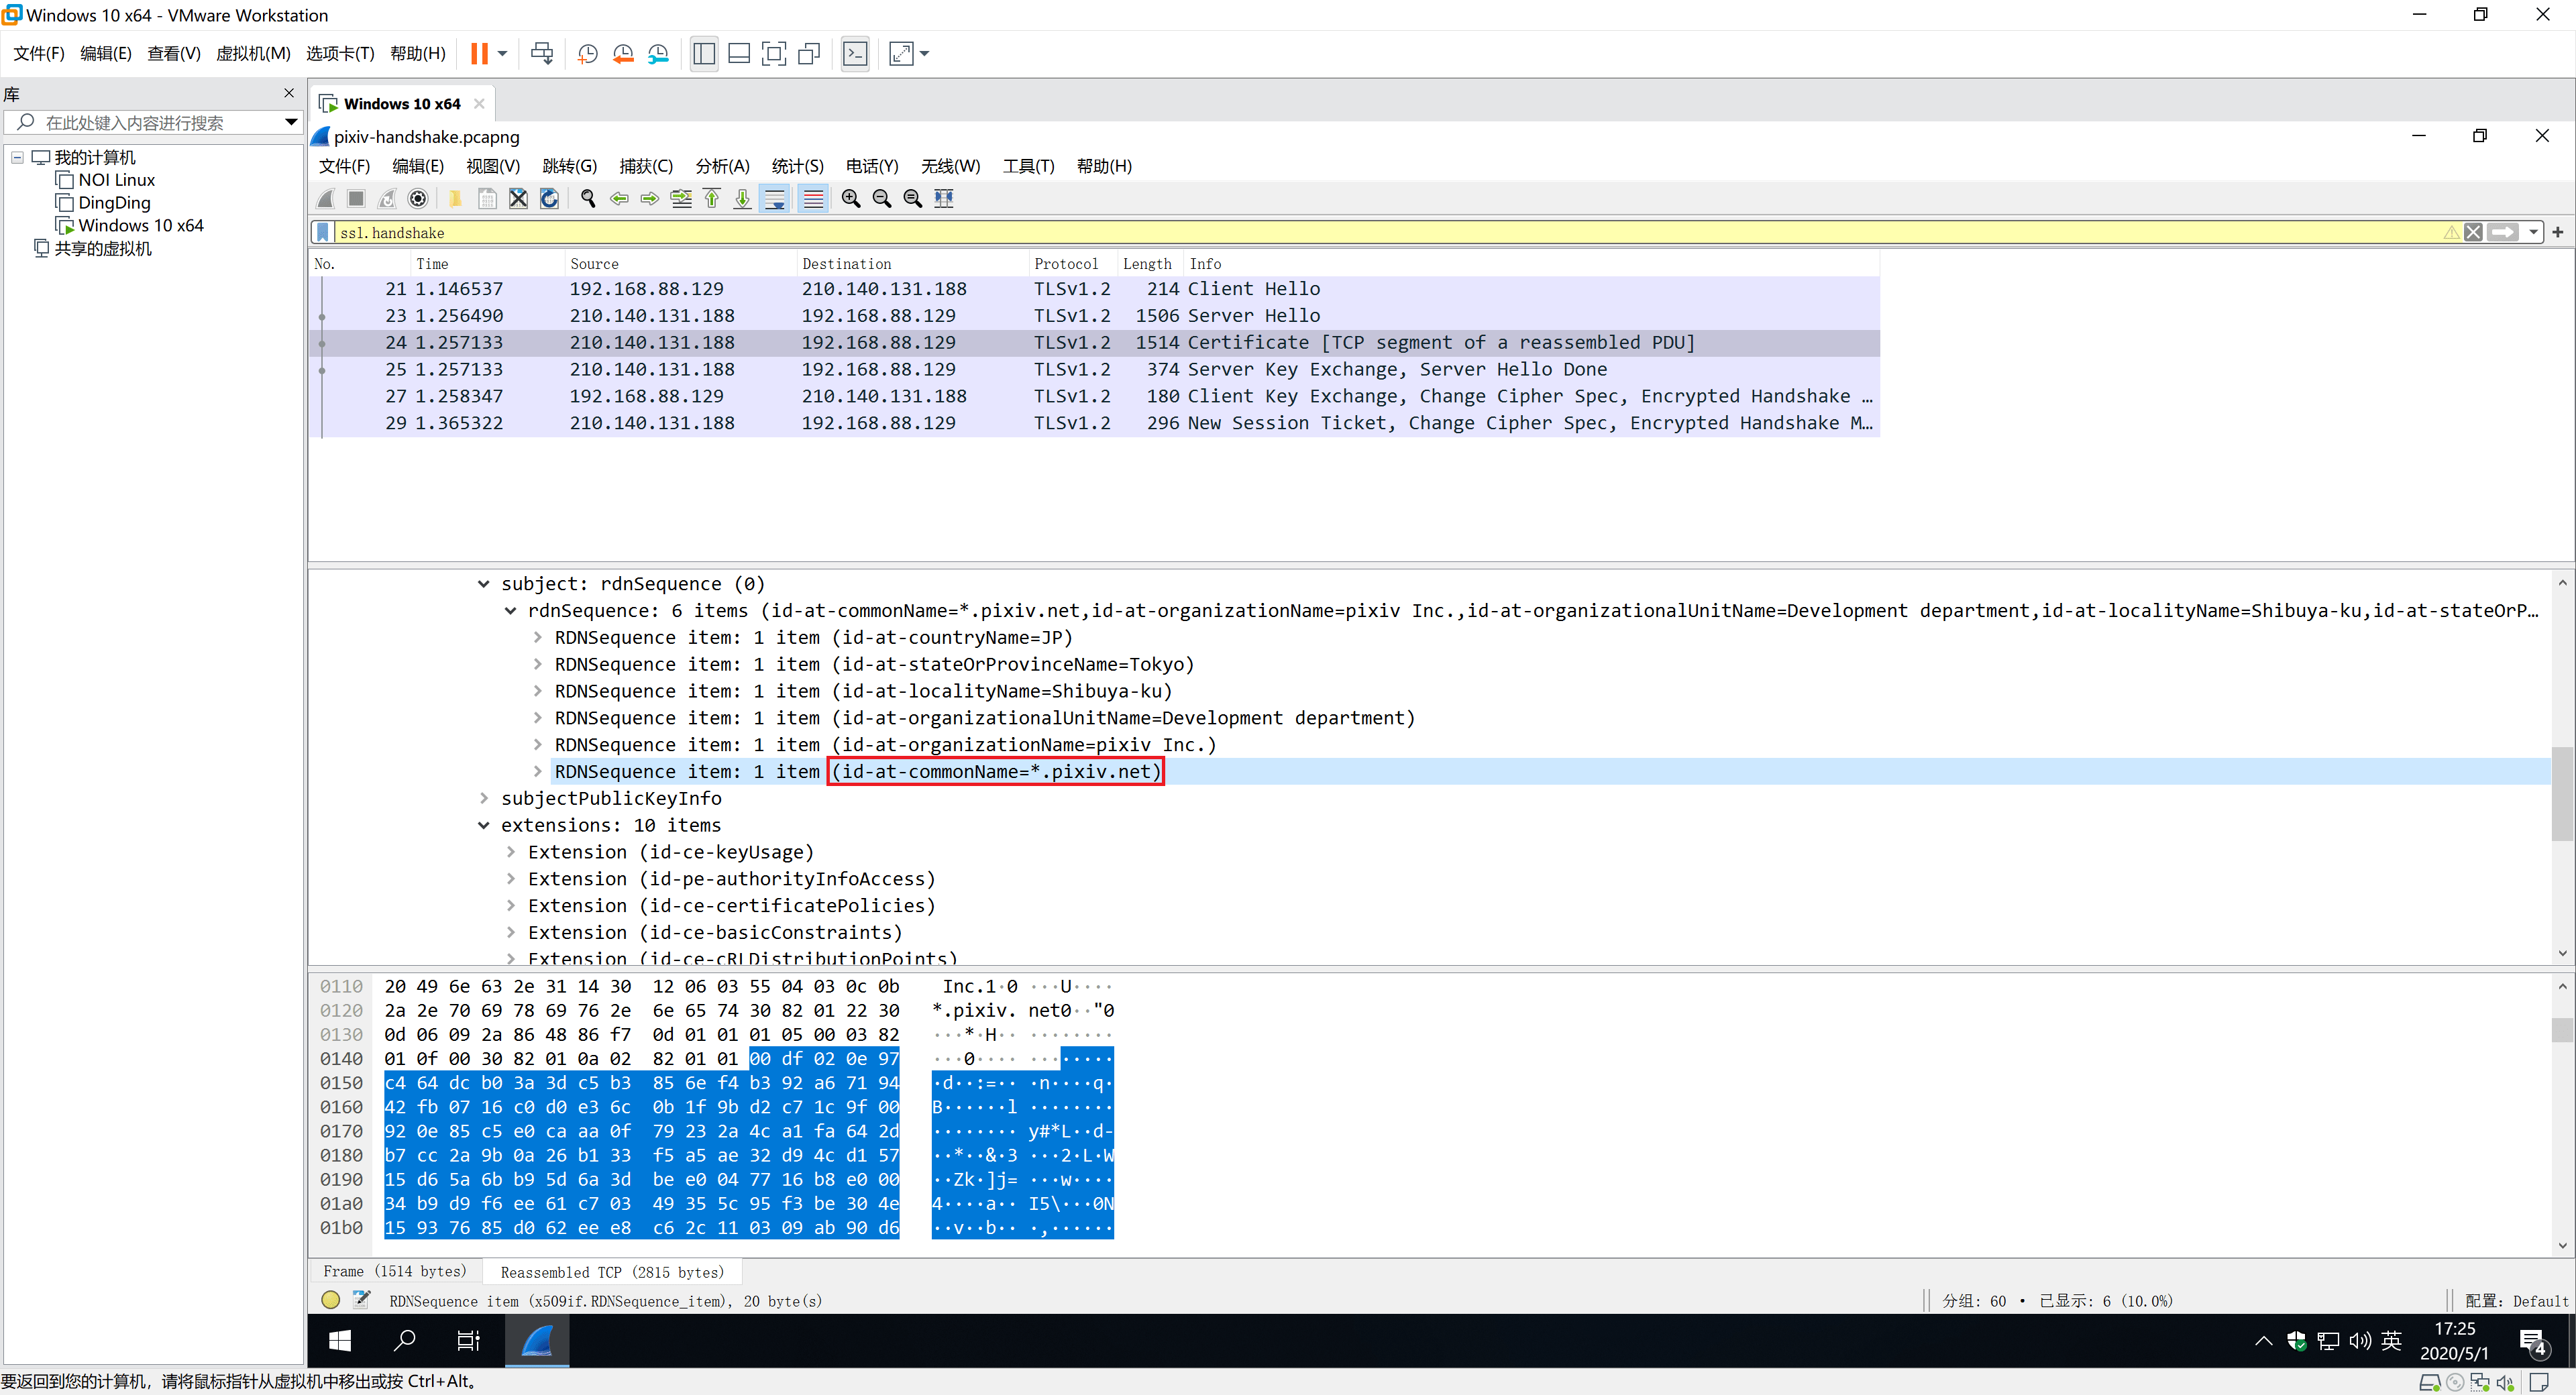 Windows 10 x64 - VMware Workstation
文件(F) 编辑(E) 查看(V) 虚拟机(M) 选项卡(T) 帮助(H)
库
在此处键入内容进行搜索
我的计算机
NOI Linux
DingDing
Windows 10 x64
共享的虚拟机
Windows 10 x64
pixiv-handshake.pcapng
文件(F) 编辑(E) 视图(V) 跳转(G) 捕获(C) 分析(A) 统计(S) 电话(Y) 无线(W) 工具(T) 帮助(H)
ssl.handshake
No. Time Source Destination Protocol Length Info
21 1.146537 192.168.88.129 210.140.131.188 TLSv1.2 214 Client Hello
23 1.256490 210.140.131.188 192.168.88.129 TLSv1.2 1506 Server Hello
24 1.257133 210.140.131.188 192.168.88.129 TLSv1.2 1514 Certificate [TCP segment of a reassembled PDU]
25 1.257133 210.140.131.188 192.168.88.129 TLSv1.2 374 Server Key Exchange, Server Hello Done
27 1.258347 192.168.88.129 210.140.131.188 TLSv1.2 180 Client Key Exchange, Change Cipher Spec, Encrypted Handshake …
29 1.365322 210.140.131.188 192.168.88.129 TLSv1.2 296 New Session Ticket, Change Cipher Spec, Encrypted Handshake M…
subject: rdnSequence (0)
rdnSequence: 6 items (id-at-commonName=*.pixiv.net,id-at-organizationName=pixiv Inc.,id-at-organizationalUnitName=Development department,id-at-localityName=Shibuya-ku,id-at-stateOrP…
RDNSequence item: 1 item (id-at-countryName=JP)
RDNSequence item: 1 item (id-at-stateOrProvinceName=Tokyo)
RDNSequence item: 1 item (id-at-localityName=Shibuya-ku)
RDNSequence item: 1 item (id-at-organizationalUnitName=Development department)
RDNSequence item: 1 item (id-at-organizationName=pixiv Inc.)
RDNSequence item: 1 item (id-at-commonName=*.pixiv.net)
subjectPublicKeyInfo
extensions: 10 items
Extension (id-ce-keyUsage)
Extension (id-pe-authorityInfoAccess)
Extension (id-ce-certificatePolicies)
Extension (id-ce-basicConstraints)
Extension (id-ce-cRLDistributionPoints)
0110 20 49 6e 63 2e 31 14 30 12 06 03 55 04 03 0c 0b  Inc.1·0 ···U····
0120 2a 2e 70 69 78 69 76 2e 6e 65 74 30 82 01 22 30 *.pixiv. net0··"0
0130 0d 06 09 2a 86 48 86 f7 0d 01 01 01 05 00 03 82 ···*·H·· ········
0140 01 0f 00 30 82 01 0a 02 82 01 01 00 df 02 0e 97 ···0···· ········
0150 c4 64 dc b0 3a 3d c5 b3 85 6e f4 b3 92 a6 71 94 ·d··:=·· ·n····q·
0160 42 fb 07 16 c0 d0 e3 6c 0b 1f 9b d2 c7 1c 9f 00 B······l ········
0170 92 0e 85 c5 e0 ca aa 0f 79 23 2a 4c a1 fa 64 2d ········ y#*L··d-
0180 b7 cc 2a 9b 0a 26 b1 33 f5 a5 ae 32 d9 4c d1 57 ··*··&·3 ···2·L·W
0190 15 d6 5a 6b b9 5d 6a 3d be e0 04 77 16 b8 e0 00 ··Zk·]j= ···w····
01a0 34 b9 d9 f6 ee 61 c7 03 49 35 5c 95 f3 be 30 4e 4····a·· I5\···0N
01b0 15 93 76 85 d0 62 ee e8 c6 2c 11 03 09 ab 90 d6 ··v··b·· ·,······
Frame (1514 bytes) Reassembled TCP (2815 bytes)
RDNSequence item (x509if.RDNSequence_item), 20 byte(s) 分组: 60 · 已显示: 6 (10.0%) 配置: Default
英
17:25
2020/5/1
4
要返回到您的计算机，请将鼠标指针从虚拟机中移出或按 Ctrl+Alt。